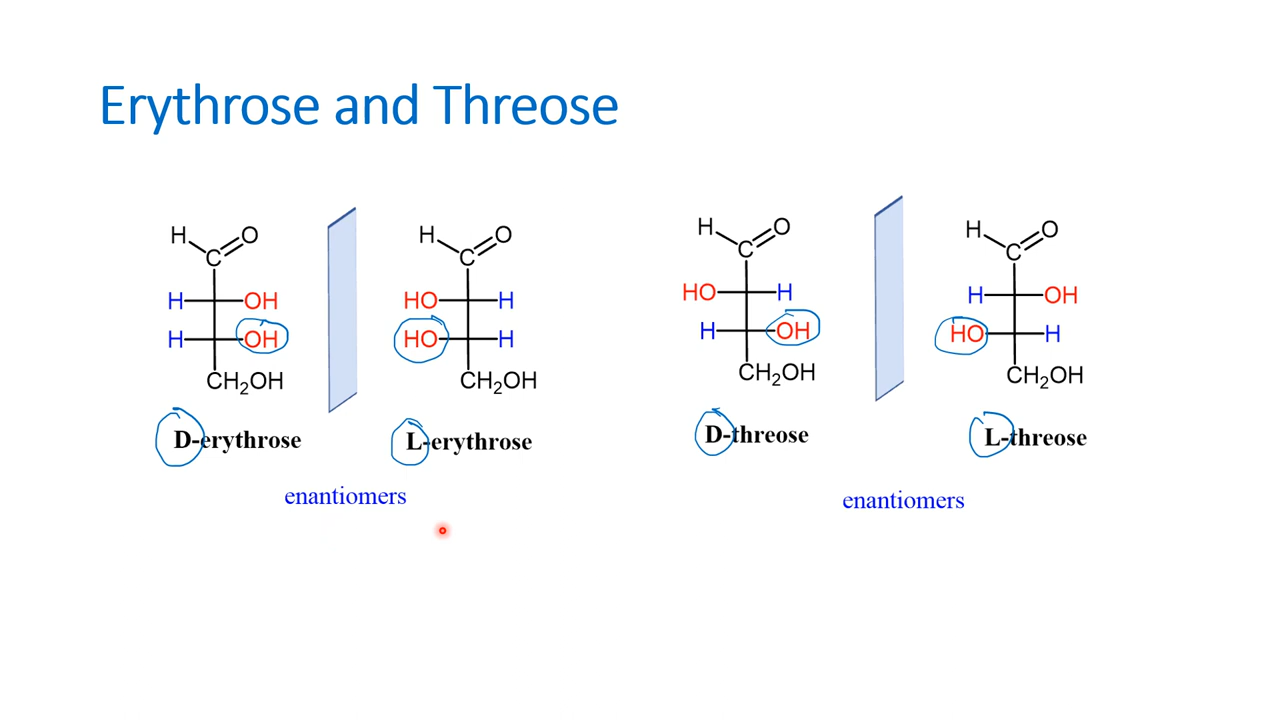 Erythrose and Threose
H O H O H O H O
C C C C
H OH HO H HO H H OH
H OH HO H H OH HO H
CH₂OH CH₂OH CH₂OH CH₂OH
D-erythrose L-erythrose D-threose L-threose
enantiomers enantiomers